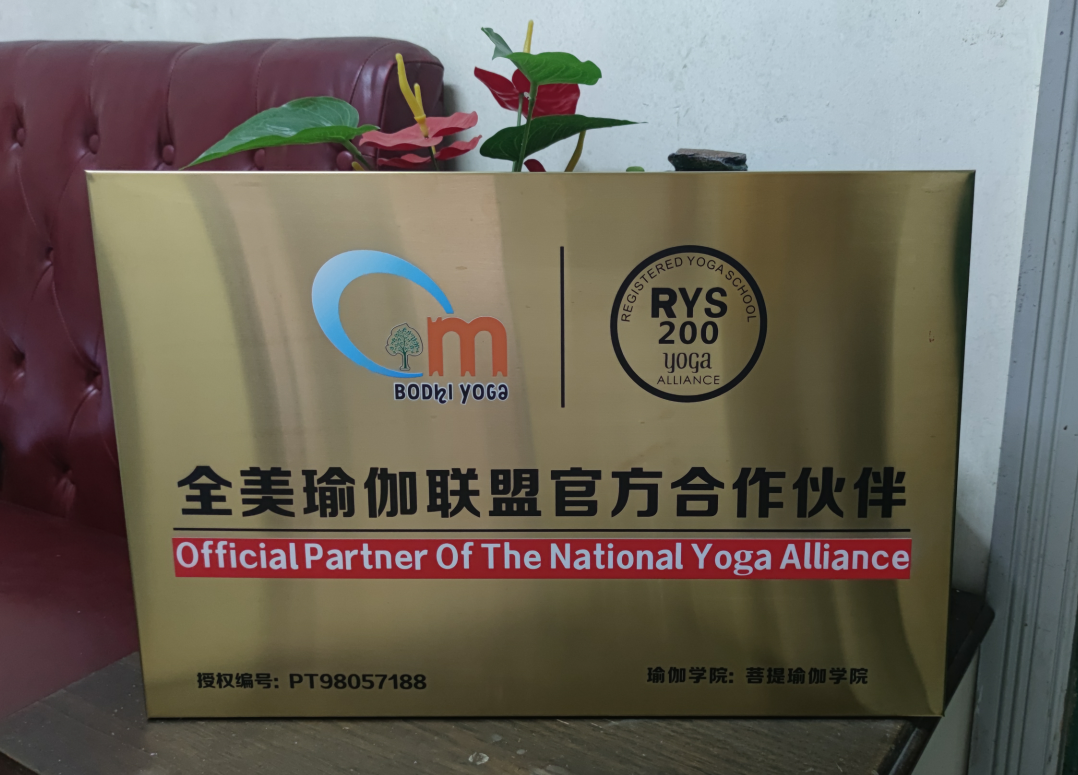 BODhI YOGa
REGISTERED YOGA SCHOOL
RYS
200
yoga
ALLIANCE
全美瑜伽联盟官方合作伙伴
Official Partner Of The National Yoga Alliance
授权编号: PT98057188
瑜伽学院: 菩提瑜伽学院